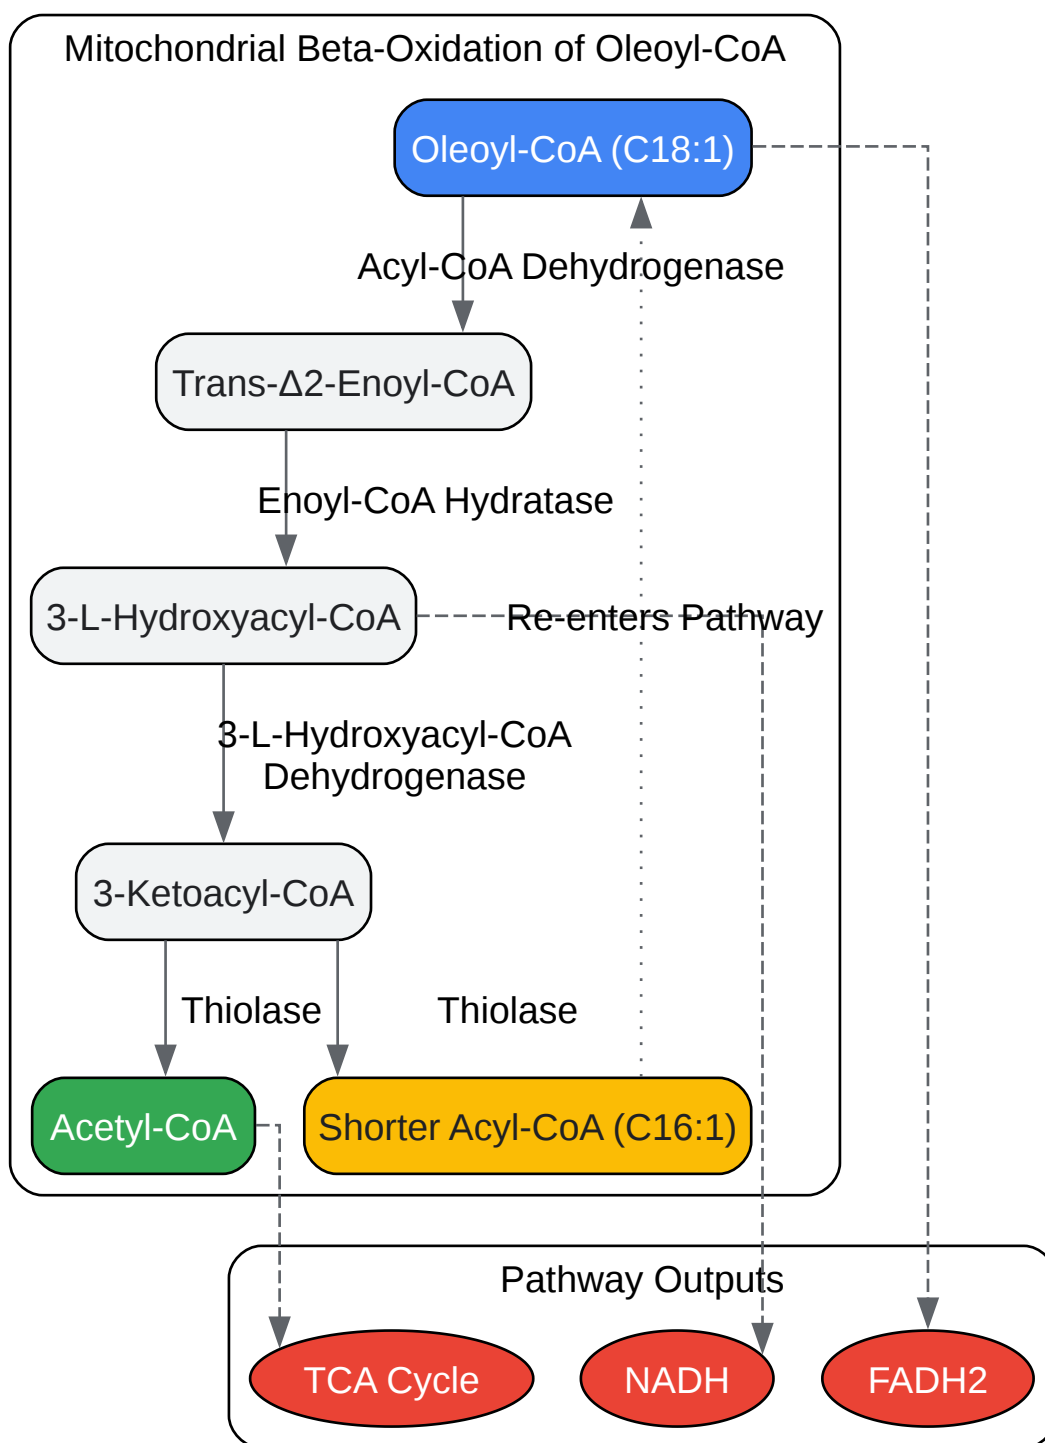 Mitochondrial Beta-Oxidation of Oleoyl-CoA
Oleoyl-CoA (C18:1)
Acyl-CoA Dehydrogenase
Trans-Δ2-Enoyl-CoA
Enoyl-CoA Hydratase
3-L-Hydroxyacyl-CoA
Re-enters Pathway
3-L-Hydroxyacyl-CoA
Dehydrogenase
3-Ketoacyl-CoA
Thiolase
Thiolase
Acetyl-CoA
Shorter Acyl-CoA (C16:1)
Pathway Outputs
TCA Cycle
NADH
FADH2